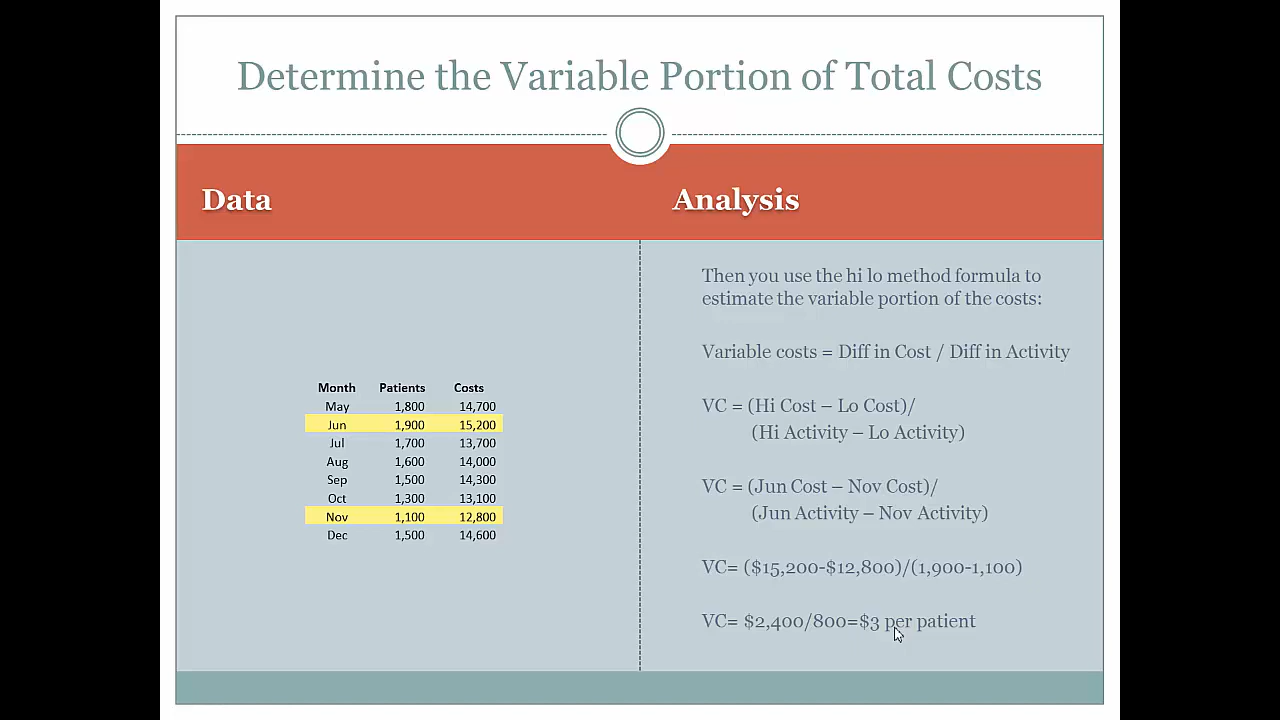 Determine the Variable Portion of Total Costs
Data
Analysis
Month Patients Costs
May 1,800 14,700
Jun 1,900 15,200
Jul 1,700 13,700
Aug 1,600 14,000
Sep 1,500 14,300
Oct 1,300 13,100
Nov 1,100 12,800
Dec 1,500 14,600
Then you use the hi lo method formula to
estimate the variable portion of the costs:
Variable costs = Diff in Cost / Diff in Activity
VC = (Hi Cost – Lo Cost)/
(Hi Activity – Lo Activity)
VC = (Jun Cost – Nov Cost)/
(Jun Activity – Nov Activity)
VC= ($15,200-$12,800)/(1,900-1,100)
VC= $2,400/800=$3 per patient